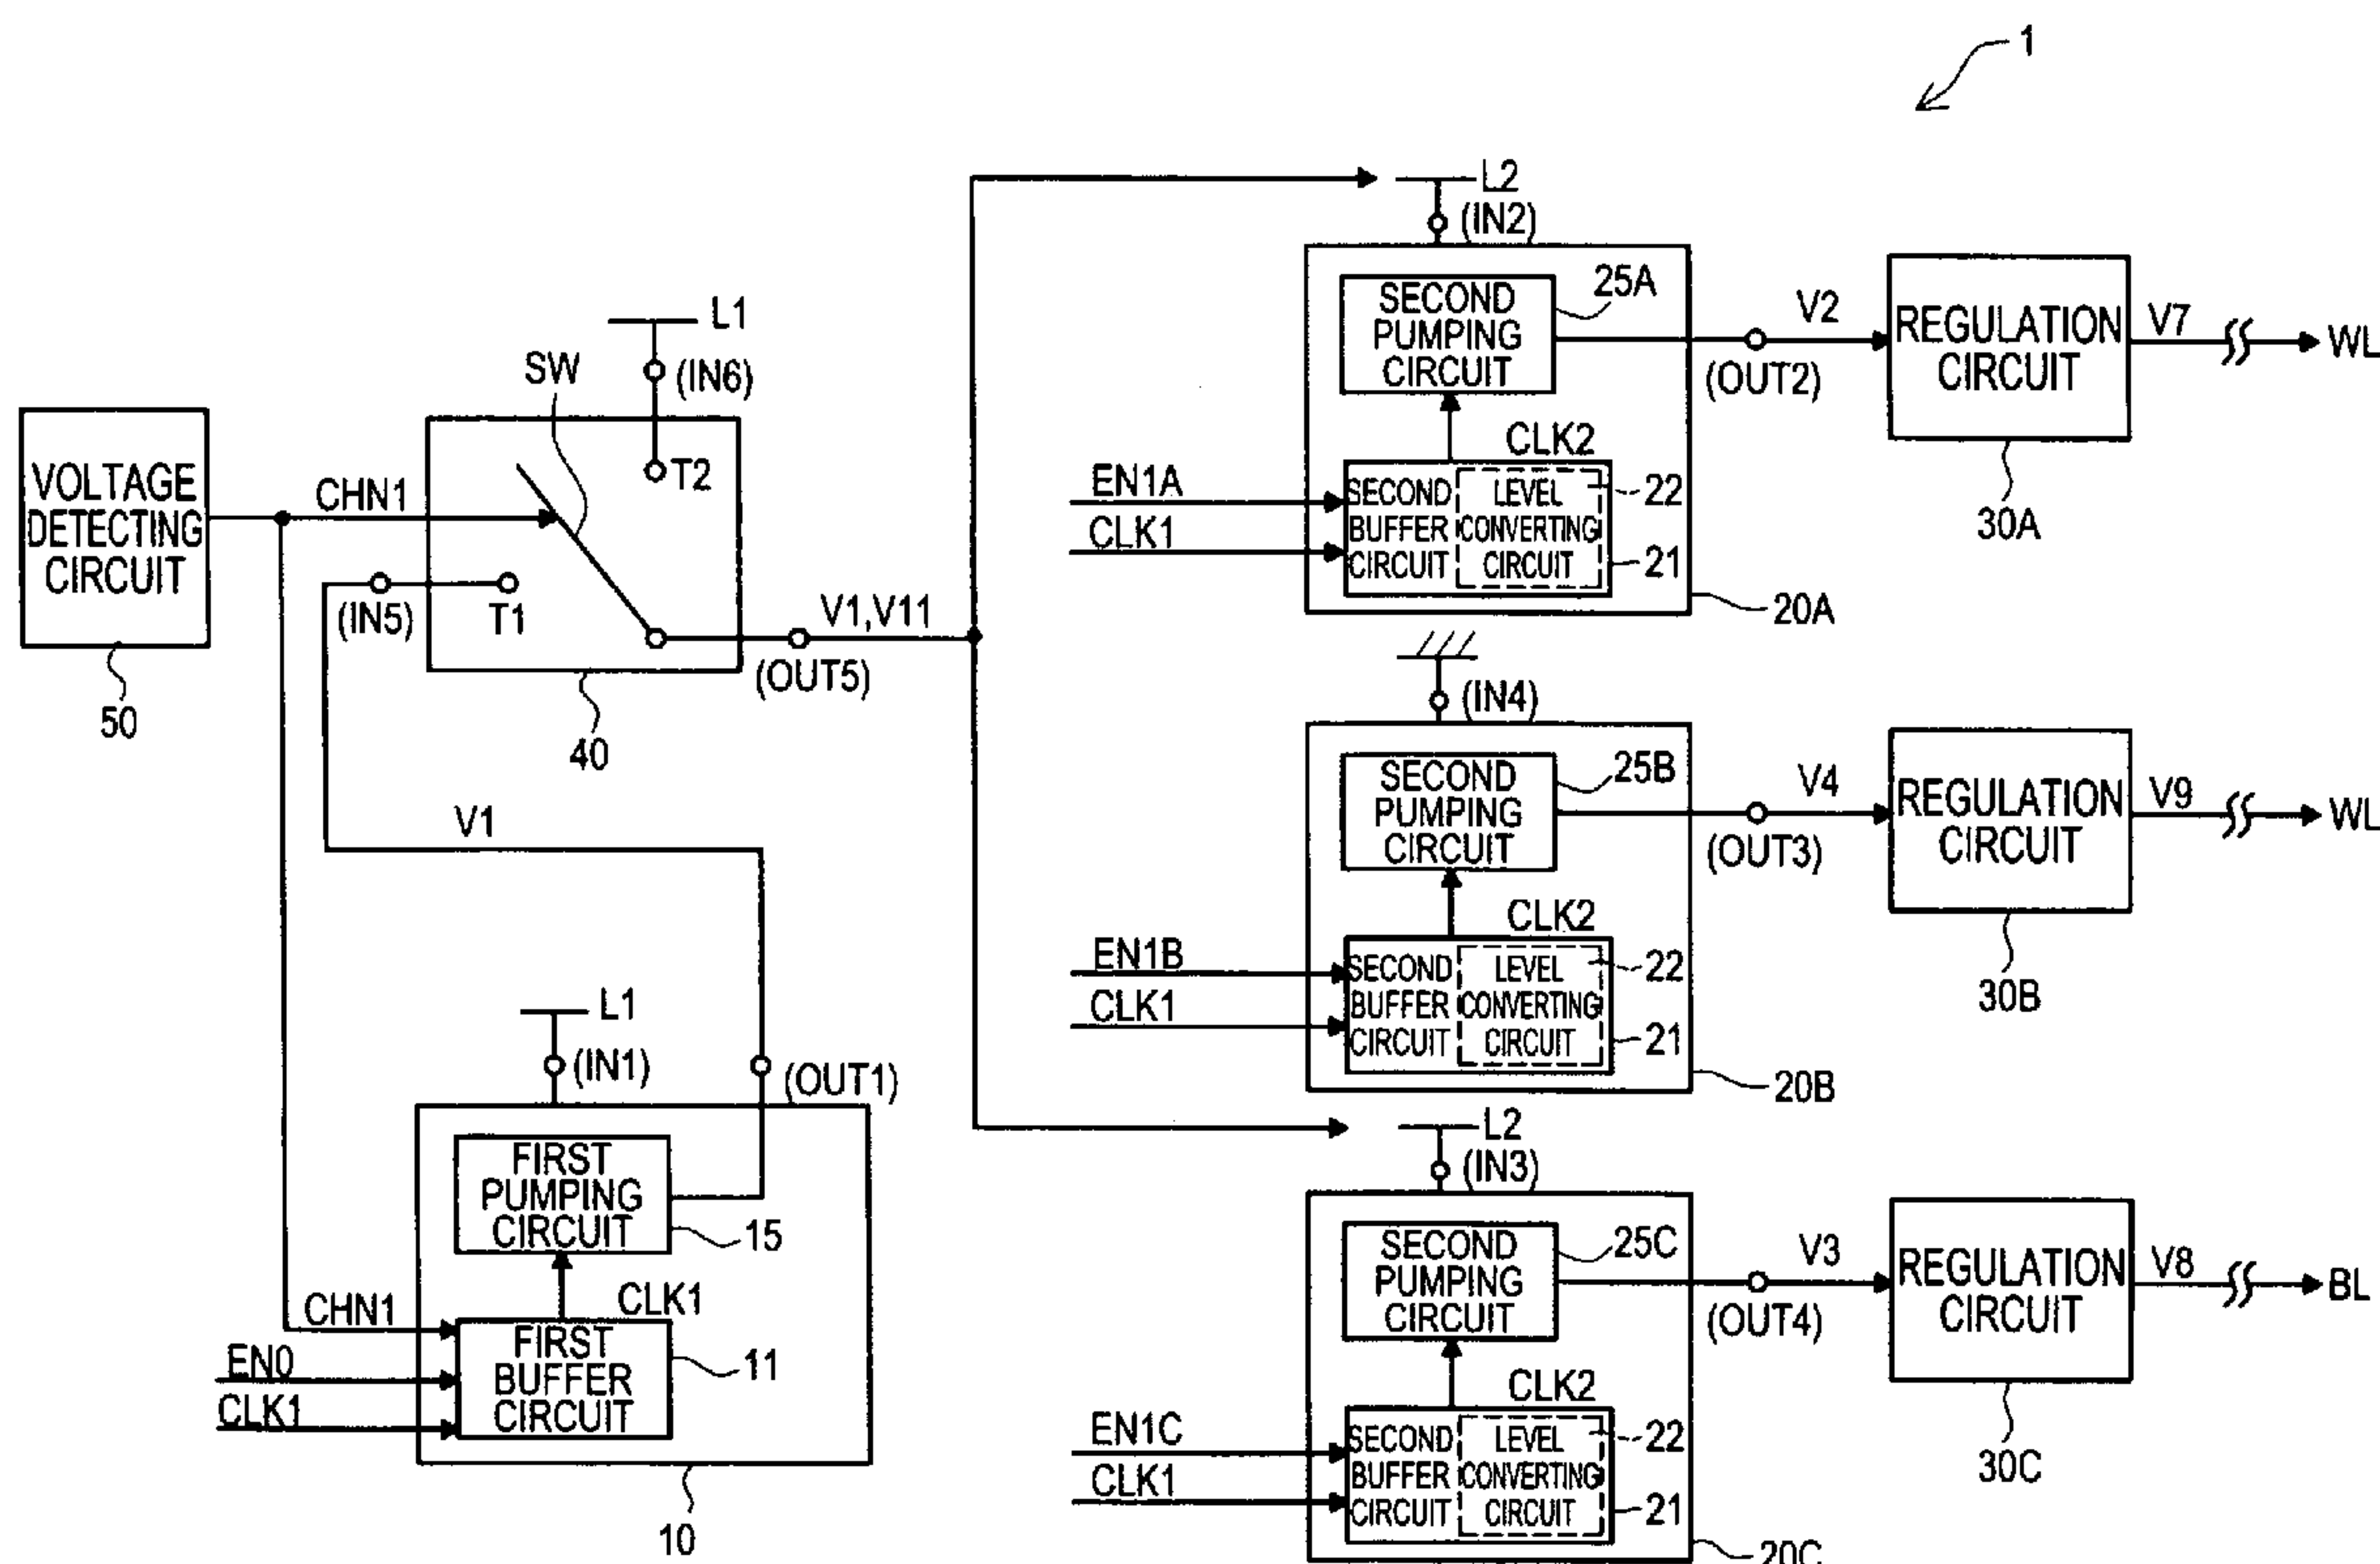 1
L2
(IN2)
SECOND
PUMPING
CIRCUIT
25A
V2
(OUT2)
REGULATION
CIRCUIT
V7
WL
30A
L1
(IN6)
SW
T2
VOLTAGE
DETECTING
CIRCUIT
50
CHN1
(IN5)
T1
40
V1,V11
(OUT5)
CLK2
EN1A
CLK1
SECOND
BUFFER
CIRCUIT
LEVEL
CONVERTING
CIRCUIT
22
21
20A
(IN4)
SECOND
PUMPING
CIRCUIT
25B
V4
(OUT3)
REGULATION
CIRCUIT
V9
WL
30B
V1
CLK2
EN1B
CLK1
SECOND
BUFFER
CIRCUIT
LEVEL
CONVERTING
CIRCUIT
22
21
20B
L1
(IN1)
(OUT1)
FIRST
PUMPING
CIRCUIT
15
CLK1
CHN1
EN0
CLK1
FIRST
BUFFER
CIRCUIT
11
10
L2
(IN3)
SECOND
PUMPING
CIRCUIT
25C
V3
(OUT4)
REGULATION
CIRCUIT
V8
BL
30C
CLK2
EN1C
CLK1
SECOND
BUFFER
CIRCUIT
LEVEL
CONVERTING
CIRCUIT
22
21
20C